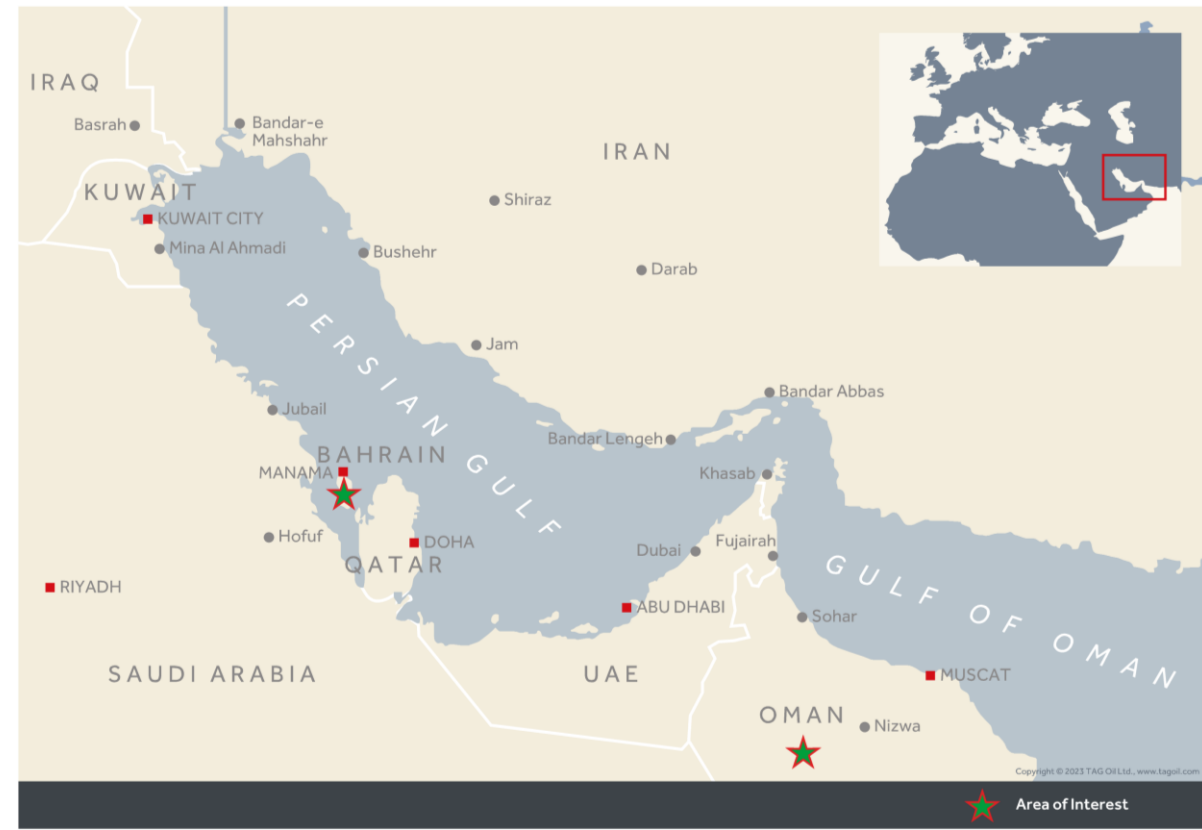 IRAQ
Basrah
Bandar-e
Mahshahr
IRAN
KUWAIT
KUWAIT CITY
Shiraz
Mina Al Ahmadi
Bushehr
Darab
PERSIAN GULF
Jam
Jubail
Bandar Abbas
Bandar Lengeh
BAHRAIN
MANAMA
Khasab
Hofuf
DOHA
QATAR
Dubai
Fujairah
GULF OF OMAN
RIYADH
ABU DHABI
Sohar
SAUDI ARABIA
UAE
MUSCAT
OMAN
Nizwa
Copyright © 2023 TAG Oil Ltd., www.tagoil.com
Area of Interest